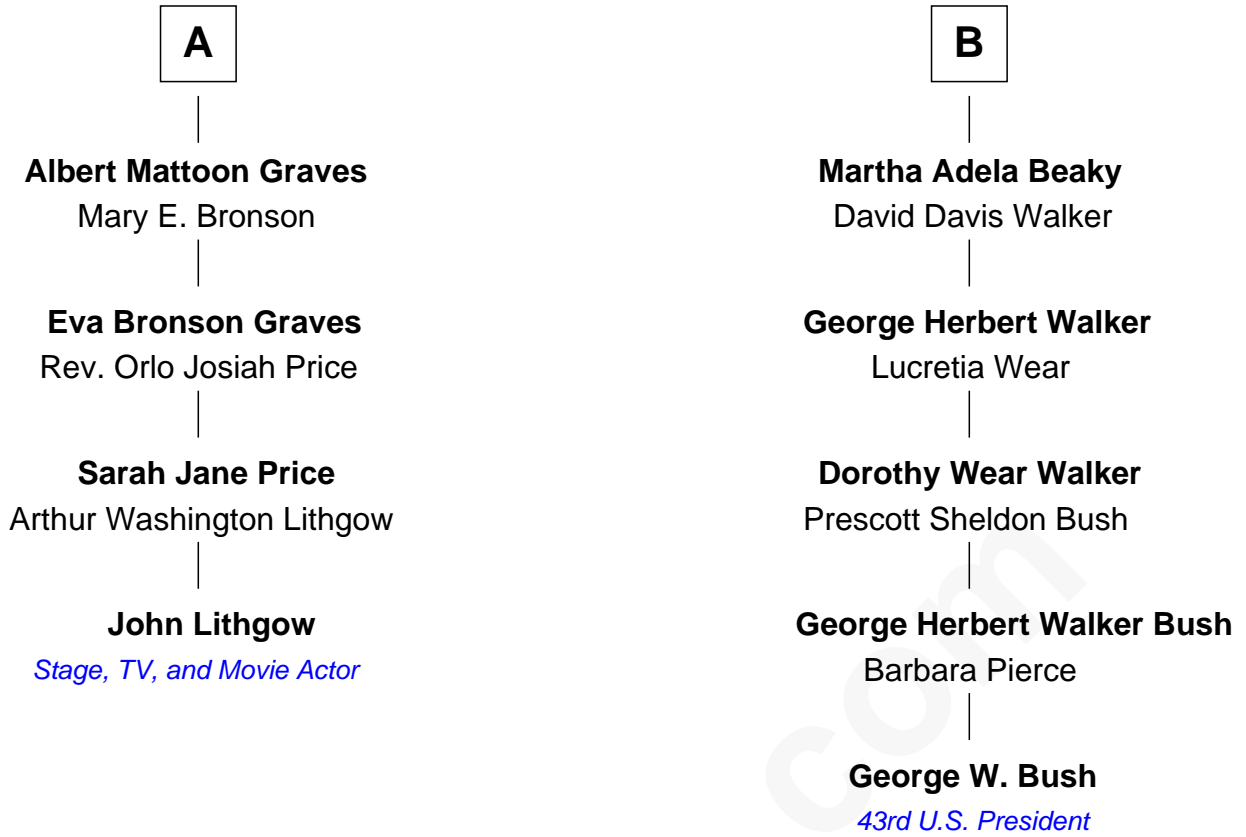 A
Albert Mattoon Graves
Mary E. Bronson
Eva Bronson Graves
Rev. Orlo Josiah Price
Sarah Jane Price
Arthur Washington Lithgow
John Lithgow
Stage, TV, and Movie Actor
B
Martha Adela Beaky
David Davis Walker
George Herbert Walker
Lucretia Wear
Dorothy Wear Walker
Prescott Sheldon Bush
George Herbert Walker Bush
Barbara Pierce
George W. Bush
43rd U.S. President
com